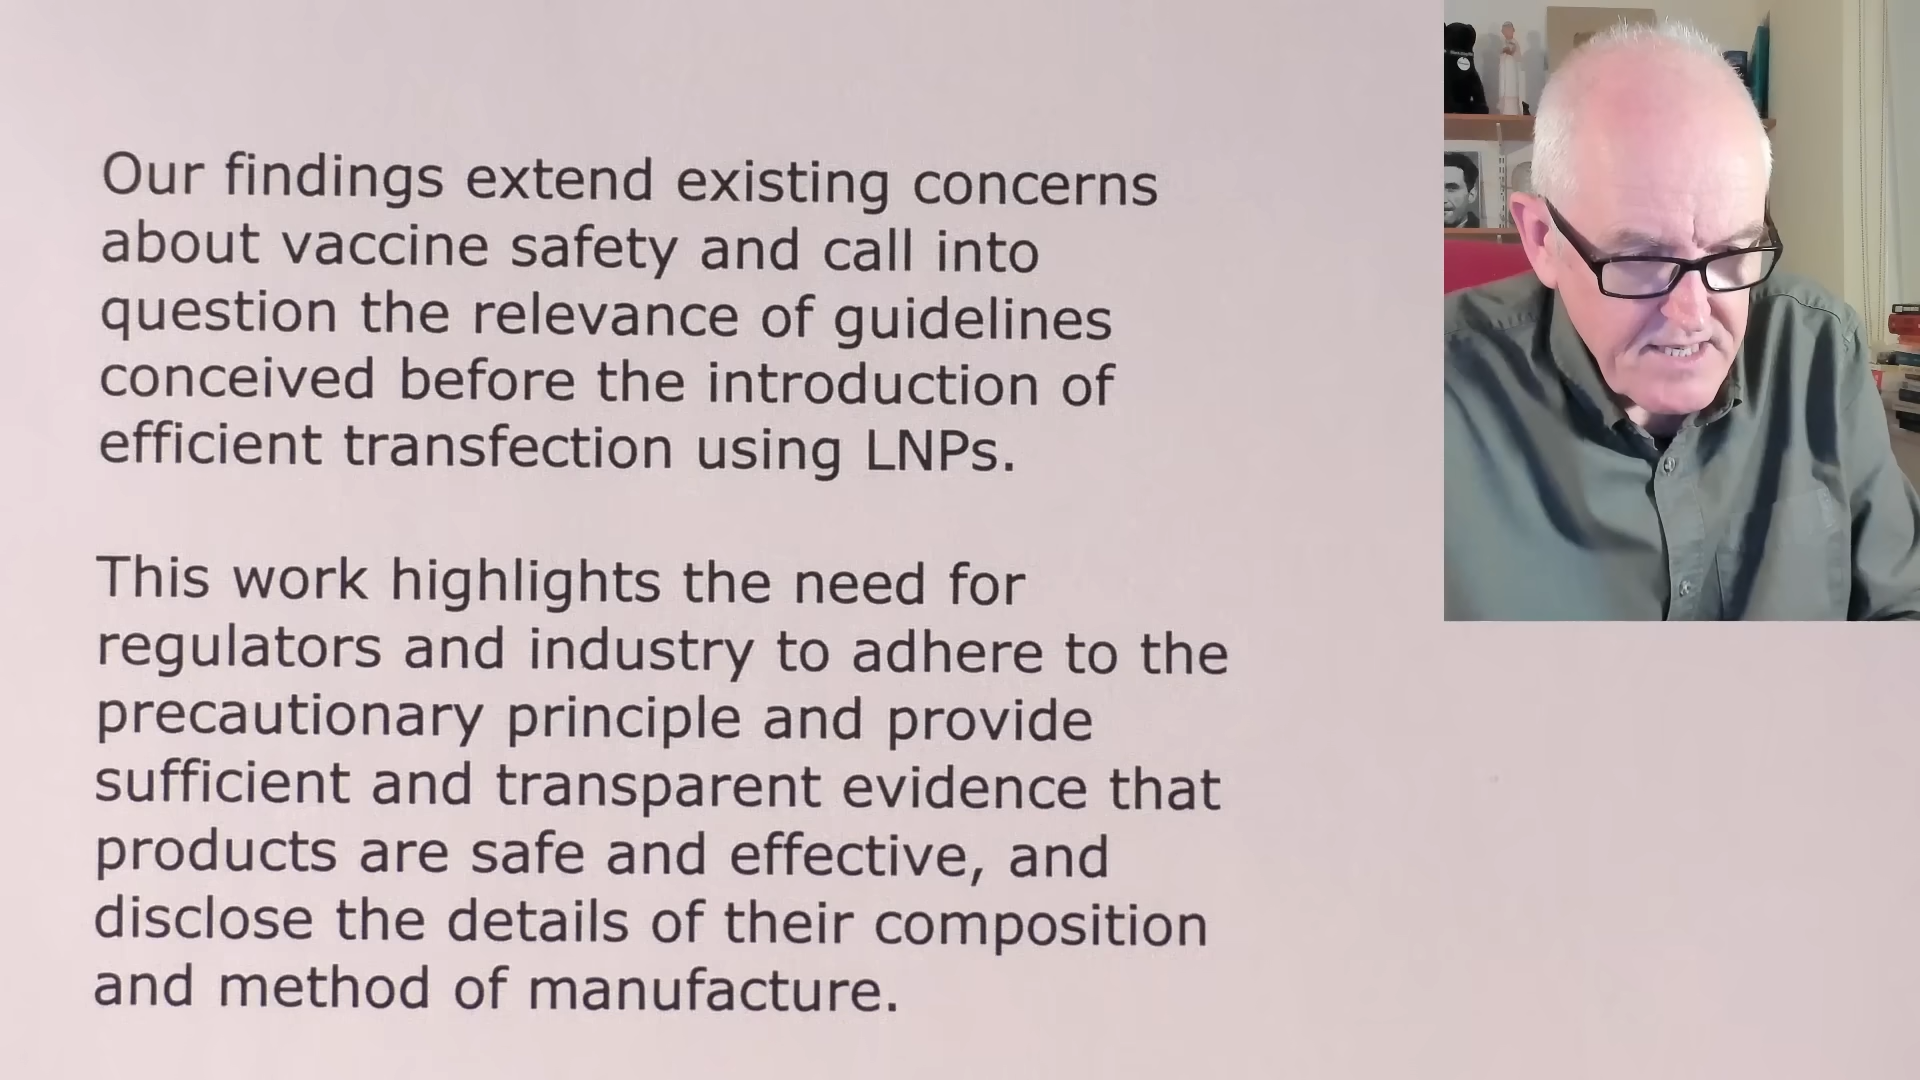 Our findings extend existing concerns
about vaccine safety and call into
question the relevance of guidelines
conceived before the introduction of
efficient transfection using LNPs.
This work highlights the need for
regulators and industry to adhere to the
precautionary principle and provide
sufficient and transparent evidence that
products are safe and effective, and
disclose the details of their composition
and method of manufacture.